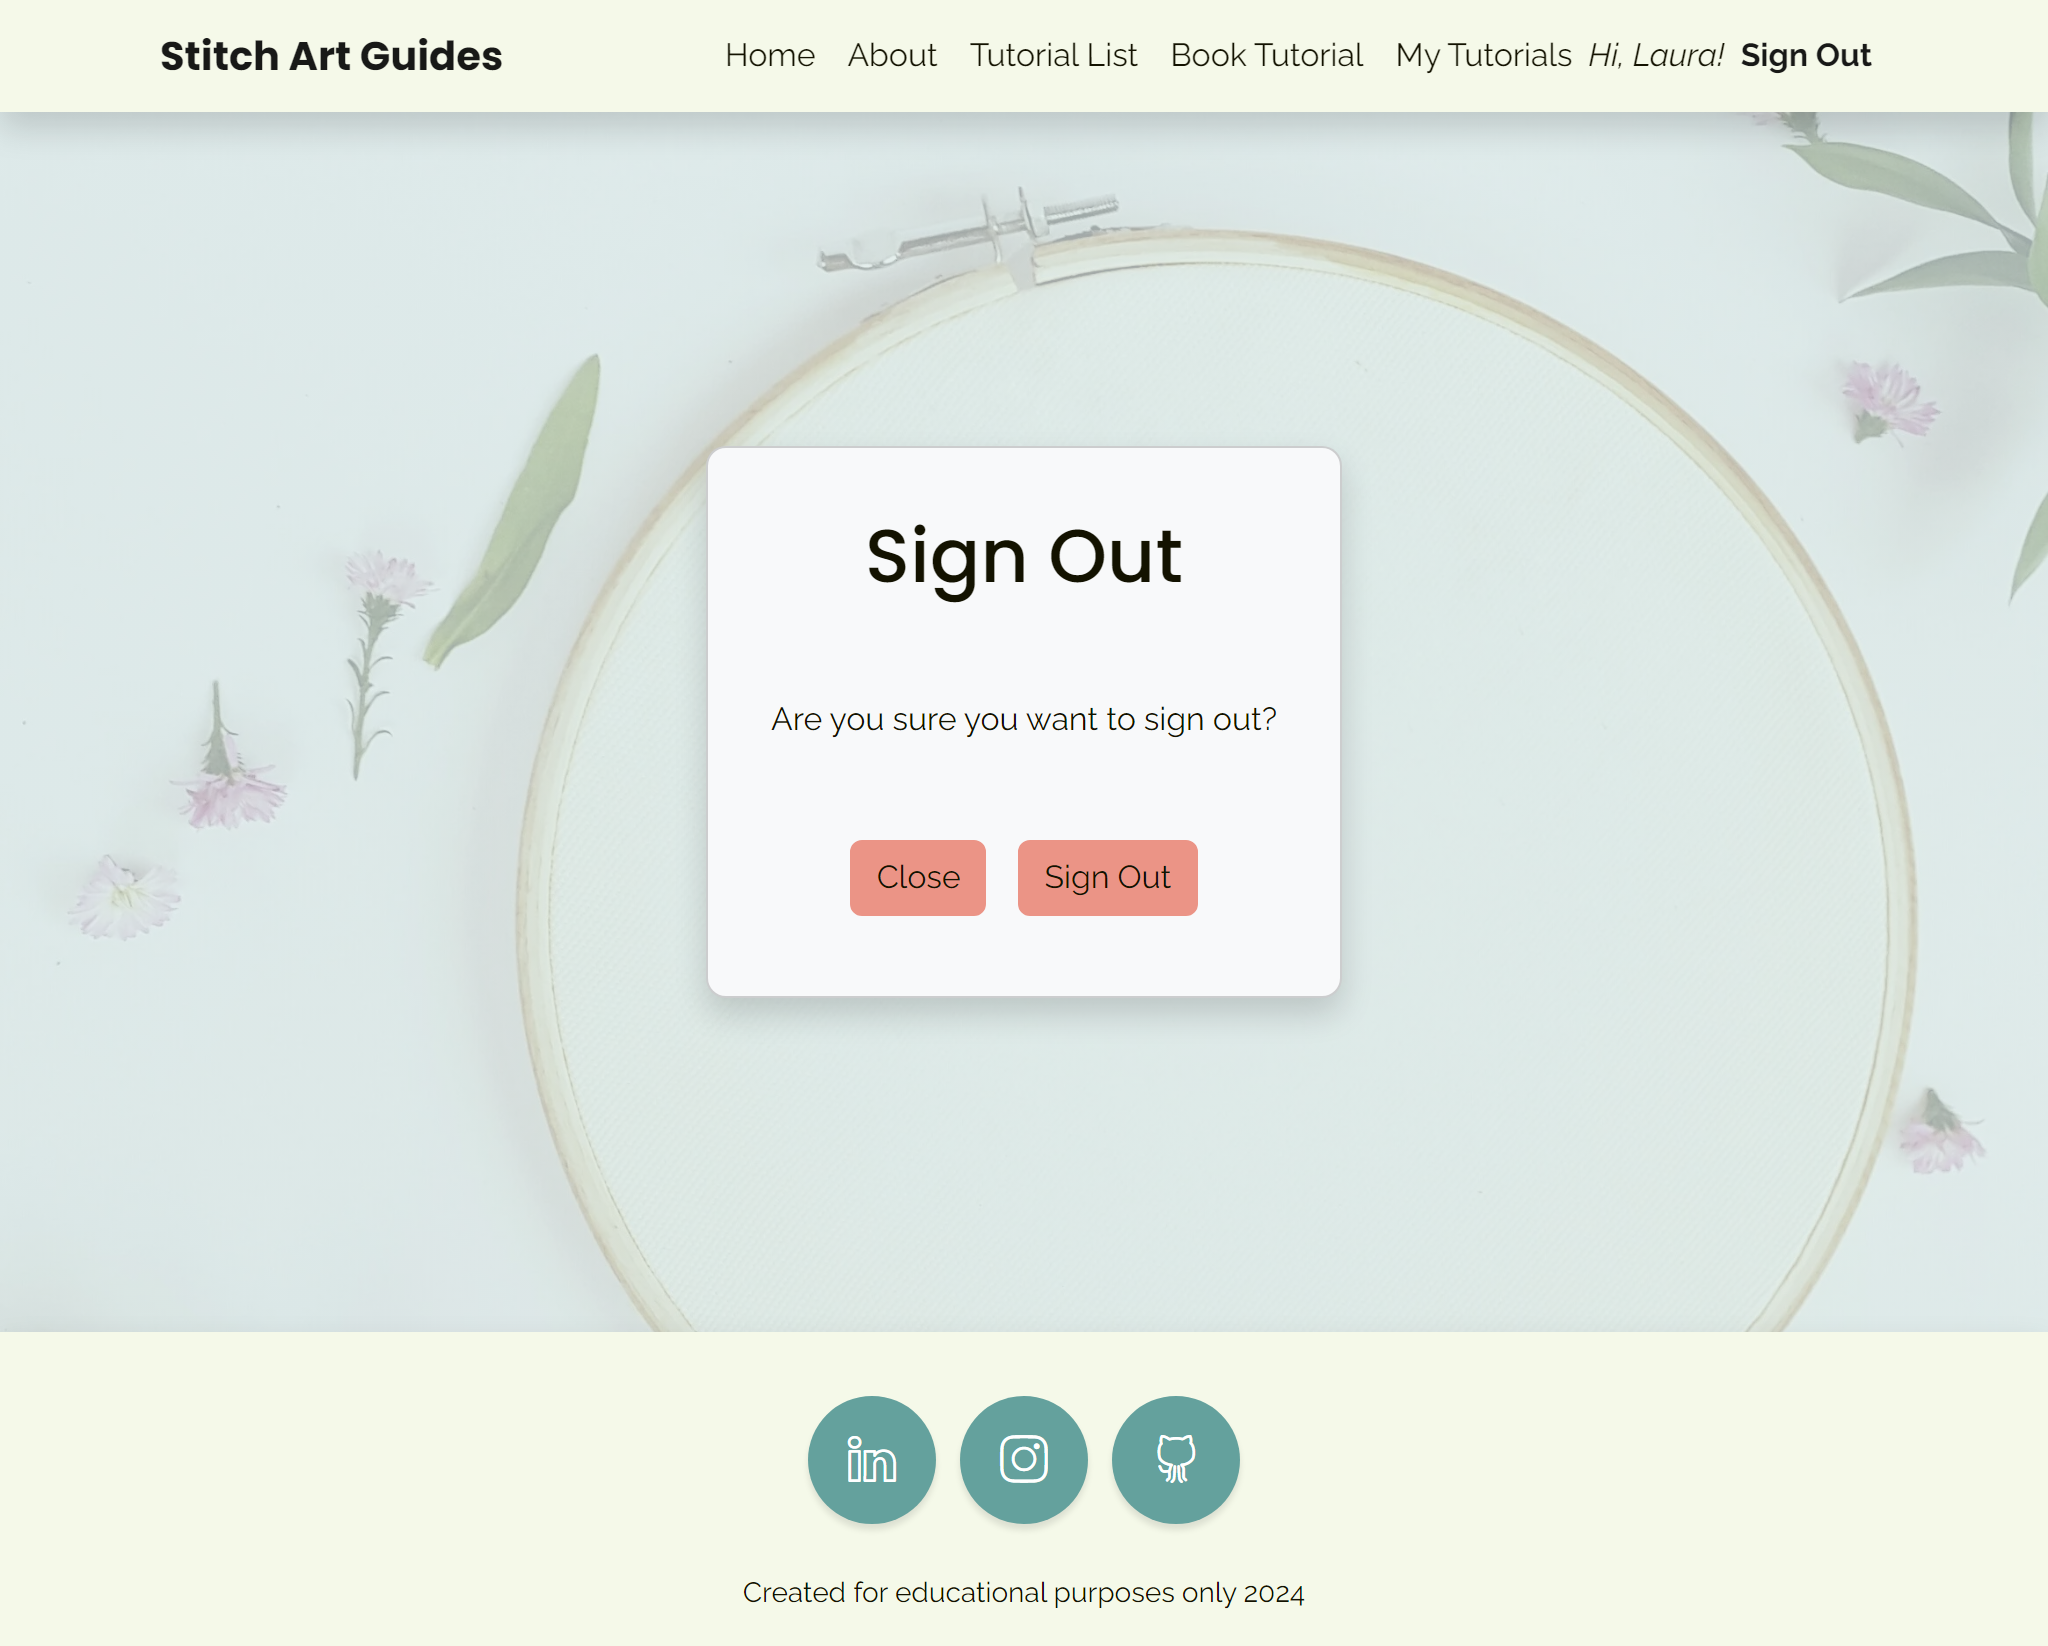 Stitch Art Guides Home About Tutorial List Book Tutorial My Tutorials Hi, Laura! Sign Out
Sign Out
Are you sure you want to sign out?
Close Sign Out
in
Created for educational purposes only 2024